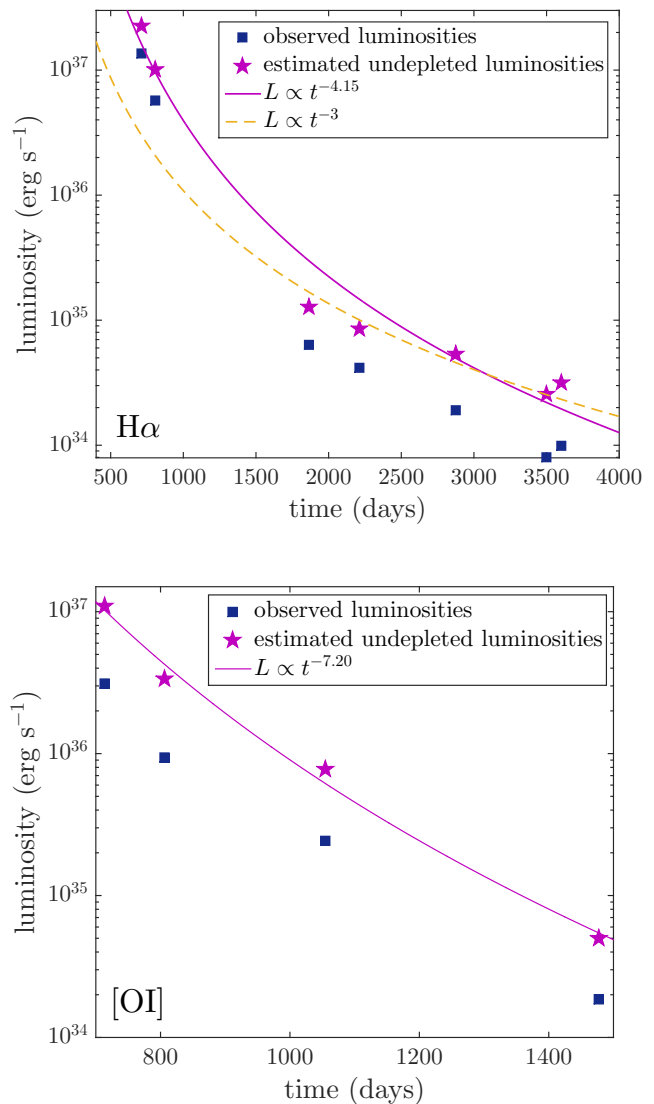 observed luminosities
estimated undepleted luminosities
L ∝ t^{-4.15}
L ∝ t^{-3}
10^{37}
10^{36}
10^{35}
10^{34}
luminosity (erg s^{-1})
Hα
500 1000 1500 2000 2500 3000 3500 4000
time (days)
observed luminosities
estimated undepleted luminosities
L ∝ t^{-7.20}
10^{37}
10^{36}
10^{35}
10^{34}
luminosity (erg s^{-1})
[OI]
800 1000 1200 1400
time (days)